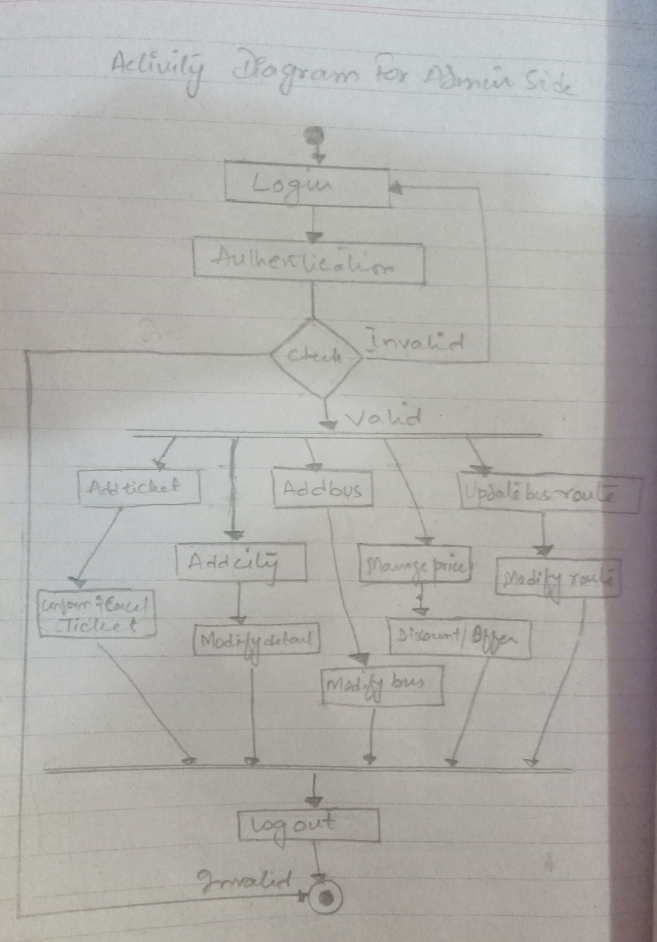 Activity Diagram For Admin Side
Login
Authentication
Check
Invalid
Valid
Add ticket
Add bus
Update bus route
Add city
Manage price
Modify route
Conform & Cancel
Ticket
Modify detail
Discount/Offer
Modify bus
Log out
Invalid